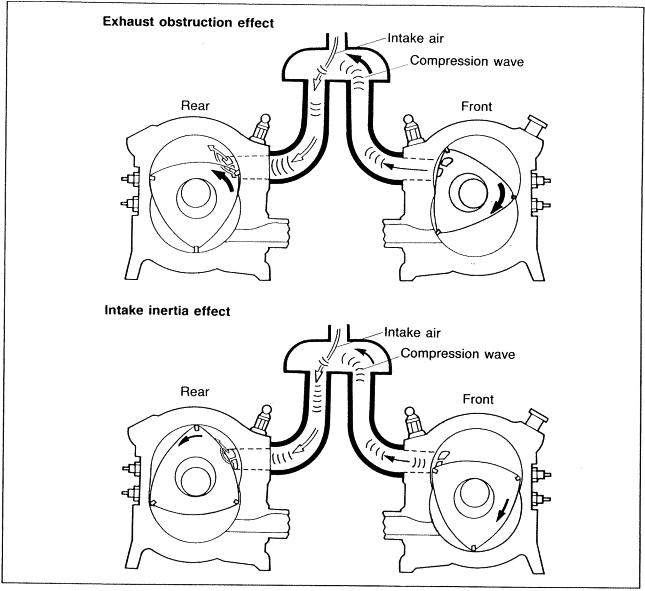 Exhaust obstruction effect
Intake air
Compression wave
Rear
Front
Intake inertia effect
Intake air
Compression wave
Rear
Front